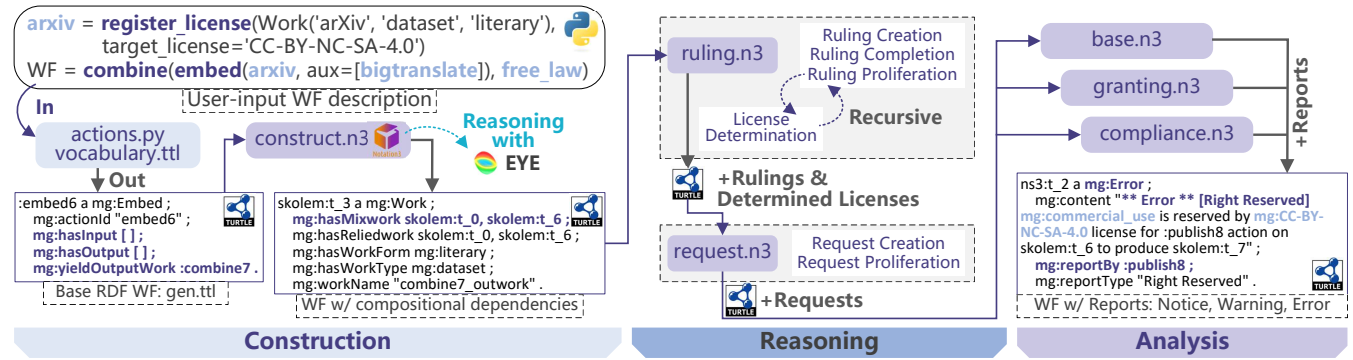 arxiv = register_license(Work('arXiv', 'dataset', 'literary'),
target_license='CC-BY-NC-SA-4.0')
WF = combine(embed(arxiv, aux=[bigtranslate]), free_law)
In
User-input WF description
actions.py
vocabulary.ttl
Out
:embed6 a mg:Embed ;
mg:actionId "embed6" ;
mg:hasInput [ ] ;
mg:hasOutput [ ] ;
mg:yieldOutputWork :combine7 .
TURTLE
Base RDF WF: gen.ttl
construct.n3
Notation3
Reasoning
with
EYE
skolem:t_3 a mg:Work ;
mg:hasMixwork skolem:t_0, skolem:t_6 ;
mg:hasReliedwork skolem:t_0, skolem:t_6 ;
mg:hasWorkForm mg:literary ;
mg:hasWorkType mg:dataset ;
mg:workName "combine7_outwork" .
TURTLE
WF w/ compositional dependencies
Construction
ruling.n3
Ruling Creation
Ruling Completion
Ruling Proliferation
License
Determination
Recursive
TURTLE
+Rulings &
Determined Licenses
request.n3
Request Creation
Request Proliferation
TURTLE
+Requests
Reasoning
base.n3
granting.n3
compliance.n3
+Reports
ns3:t_2 a mg:Error ;
mg:content "** Error ** [Right Reserved]
mg:commercial_use is reserved by mg:CC-BY-
NC-SA-4.0 license for :publish8 action on
skolem:t_6 to produce skolem:t_7" ;
mg:reportBy :publish8 ;
mg:reportType "Right Reserved" .
TURTLE
WF w/ Reports: Notice, Warning, Error
Analysis